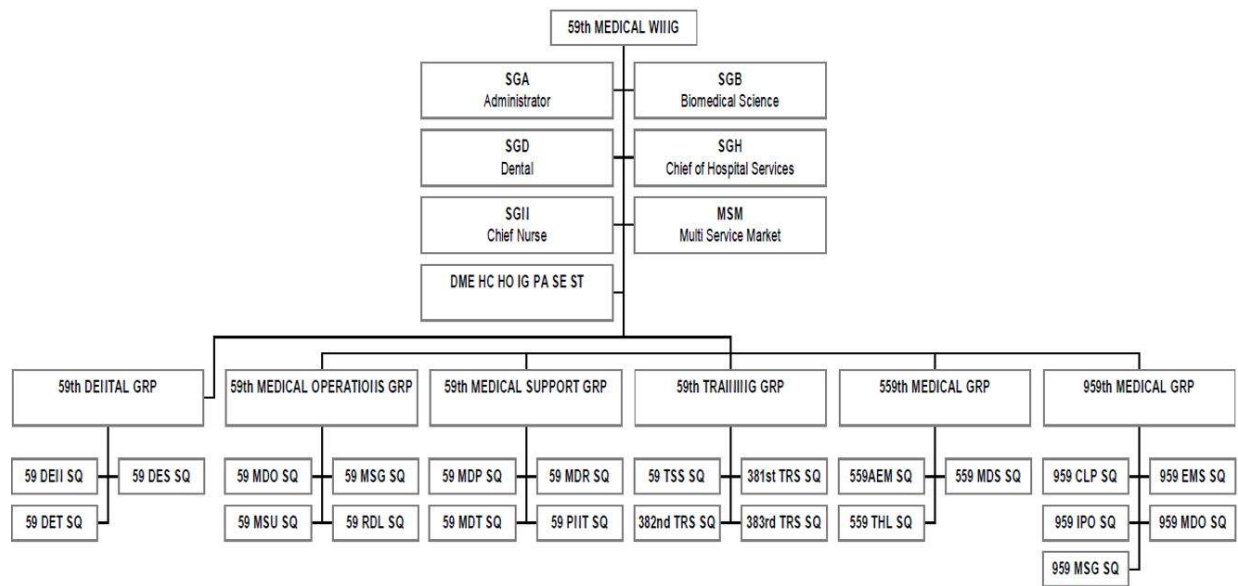 59th MEDICAL WIIIG
SGA
Administrator
SGB
Biomedical Science
SGD
Dental
SGH
Chief of Hospital Services
SGII
Chief Nurse
MSM
Multi Service Market
DME HC HO IG PA SE ST
59th DEIITAL GRP
59th MEDICAL OPERATIOIIS GRP
59th MEDICAL SUPPORT GRP
59th TRAIIIIIG GRP
559th MEDICAL GRP
959th MEDICAL GRP
59 DEII SQ
59 DES SQ
59 DET SQ
59 MDO SQ
59 MSG SQ
59 MSU SQ
59 RDL SQ
59 MDP SQ
59 MDR SQ
59 MDT SQ
59 PIIT SQ
59 TSS SQ
381st TRS SQ
382nd TRS SQ
383rd TRS SQ
559AEM SQ
559 MDS SQ
559 THL SQ
959 CLP SQ
959 EMS SQ
959 IPO SQ
959 MDO SQ
959 MSG SQ